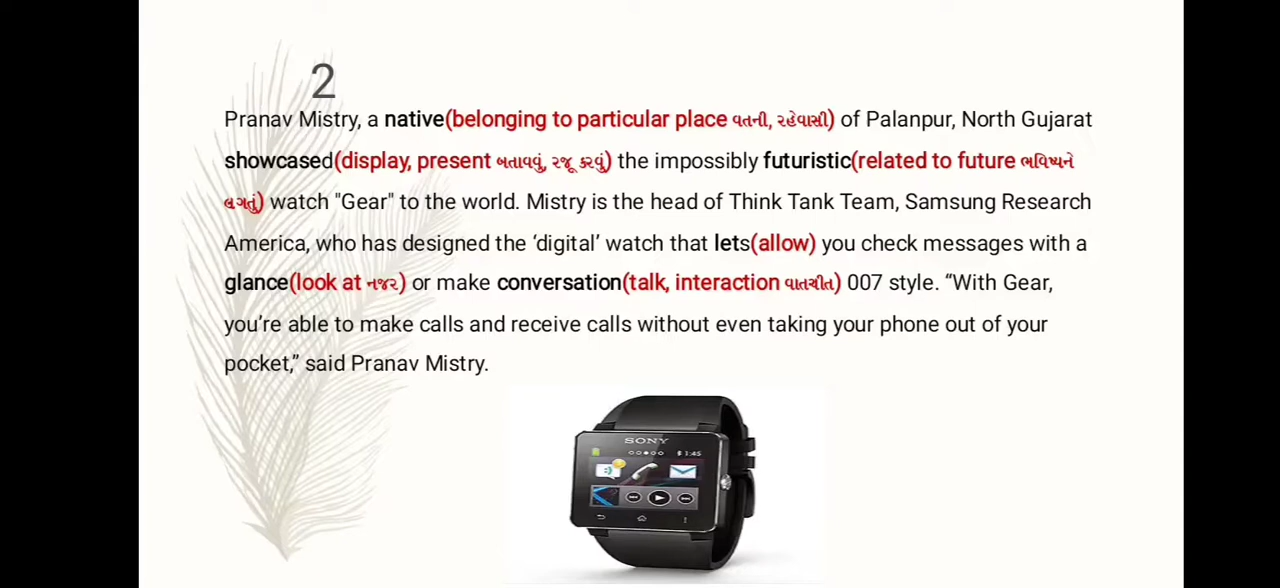 2
Pranav Mistry, a native(belonging to particular place વતની, રહેવાસી) of Palanpur, North Gujarat
showcased(display, present બતાવવું, રજૂ કરવું) the impossibly futuristic(related to future ભવિષ્યને
લગતું) watch "Gear" to the world. Mistry is the head of Think Tank Team, Samsung Research
America, who has designed the ‘digital’ watch that lets(allow) you check messages with a
glance(look at નજર) or make conversation(talk, interaction વાતચીત) 007 style. “With Gear,
you’re able to make calls and receive calls without even taking your phone out of your
pocket,” said Pranav Mistry.
SONY
1:45